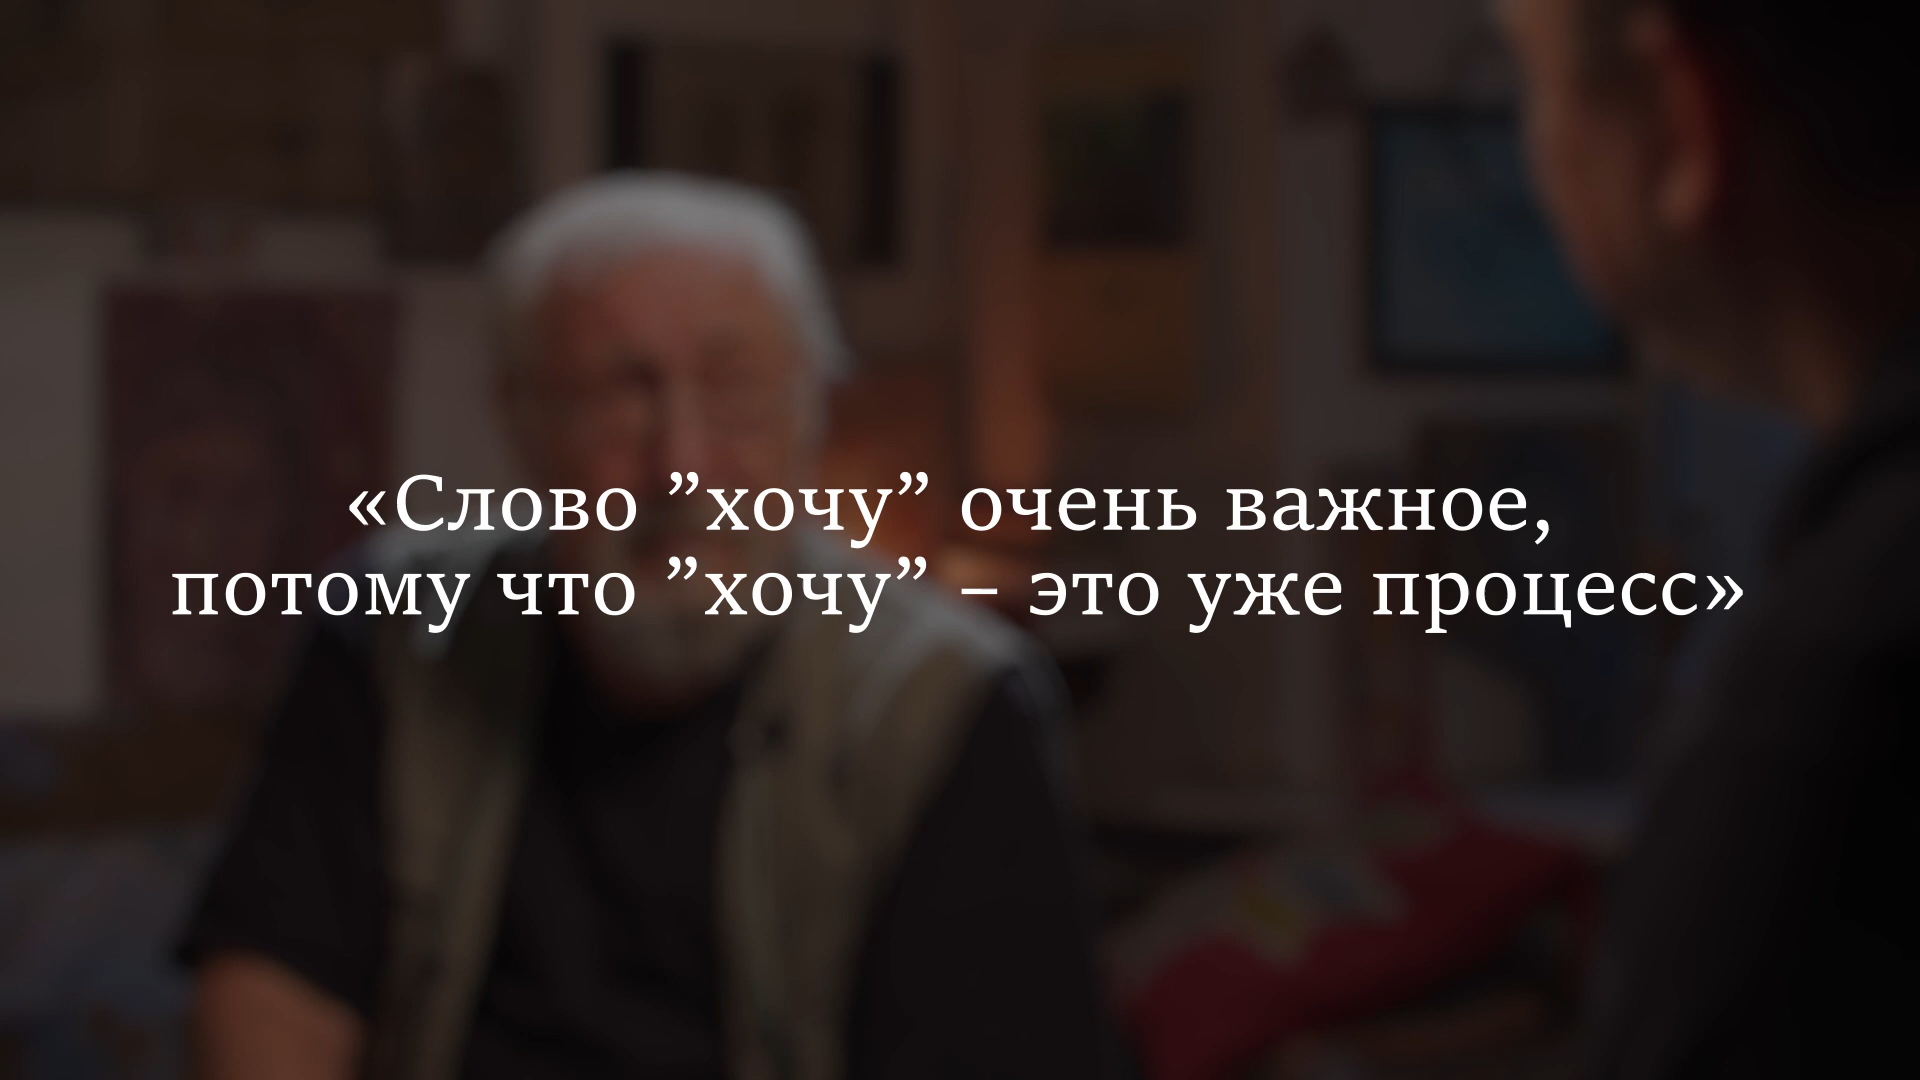 «Слово ”хочу” очень важное,
потому что ”хочу” – это уже процесс»